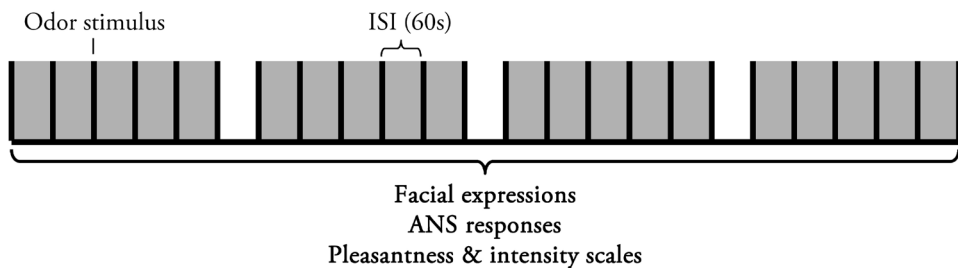 Odor stimulus
ISI (60s)
Facial expressions
ANS responses
Pleasantness & intensity scales